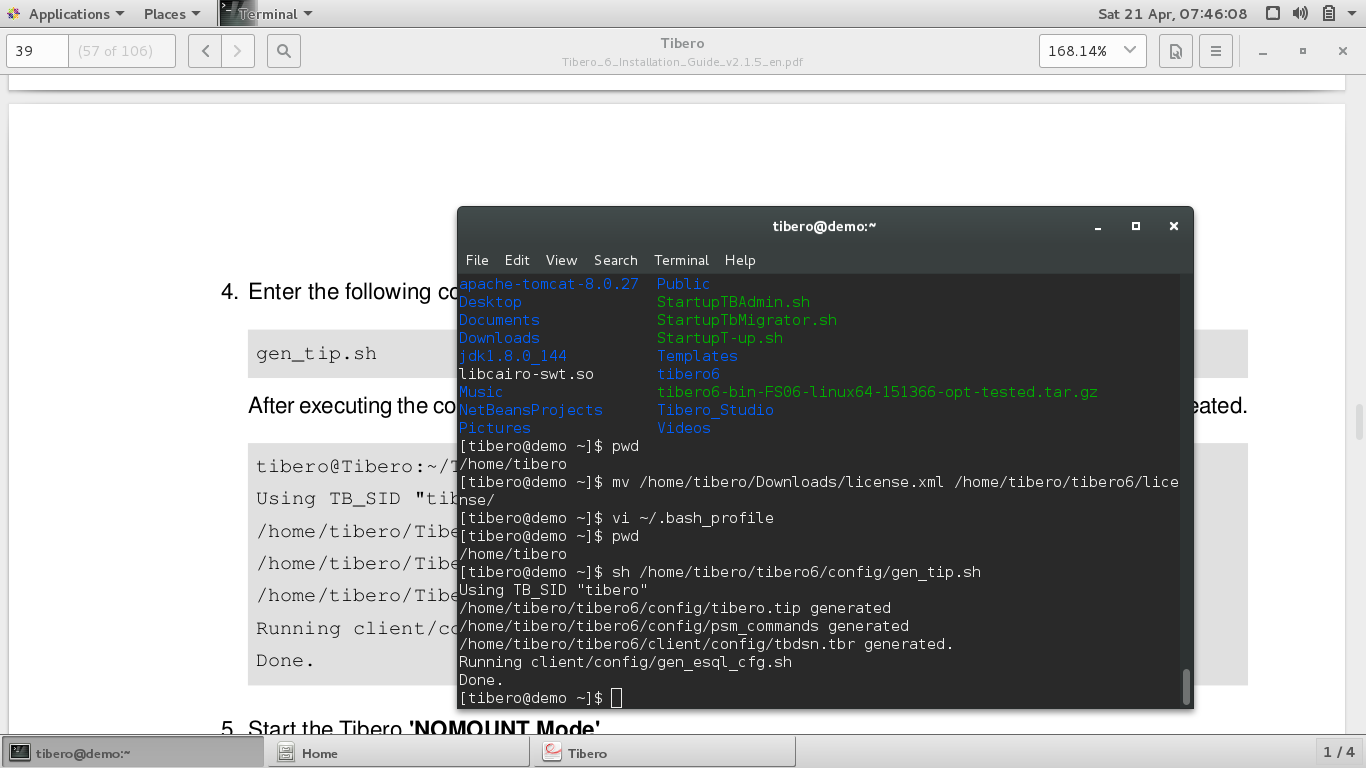 Applications Places Terminal Sat 21 Apr, 07:46:08
39 (57 of 106) Tibero 168.14%
Tibero_6_Installation_Guide_v2.1.5_en.pdf
4. Enter the following co
gen_tip.sh
After executing the co eated.
tibero@Tibero:~/T
Using TB_SID "tib
/home/tibero/Tibe
/home/tibero/Tibe
/home/tibero/Tibe
Running client/co
Done.
5. Start the Tibero 'NOMOUNT Mode'
tibero@demo:~
File Edit View Search Terminal Help
apache-tomcat-8.0.27 Public
Desktop StartupTBAdmin.sh
Documents StartupTbMigrator.sh
Downloads StartupT-up.sh
jdk1.8.0_144 Templates
libcairo-swt.so tibero6
Music tibero6-bin-FS06-linux64-151366-opt-tested.tar.gz
NetBeansProjects Tibero_Studio
Pictures Videos
[tibero@demo ~]$ pwd
/home/tibero
[tibero@demo ~]$ mv /home/tibero/Downloads/license.xml /home/tibero/tibero6/lice
nse/
[tibero@demo ~]$ vi ~/.bash_profile
[tibero@demo ~]$ pwd
/home/tibero
[tibero@demo ~]$ sh /home/tibero/tibero6/config/gen_tip.sh
Using TB_SID "tibero"
/home/tibero/tibero6/config/tibero.tip generated
/home/tibero/tibero6/config/psm_commands generated
/home/tibero/tibero6/client/config/tbdsn.tbr generated.
Running client/config/gen_esql_cfg.sh
Done.
[tibero@demo ~]$
tibero@demo:~ Home Tibero 1 / 4